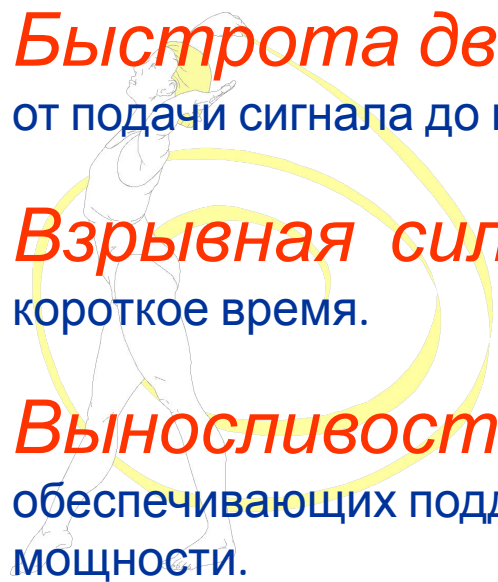 Быстрота дв
от подачи сигнала до
Взрывная сил
короткое время.
Выносливост
обеспечивающих подд
мощности.